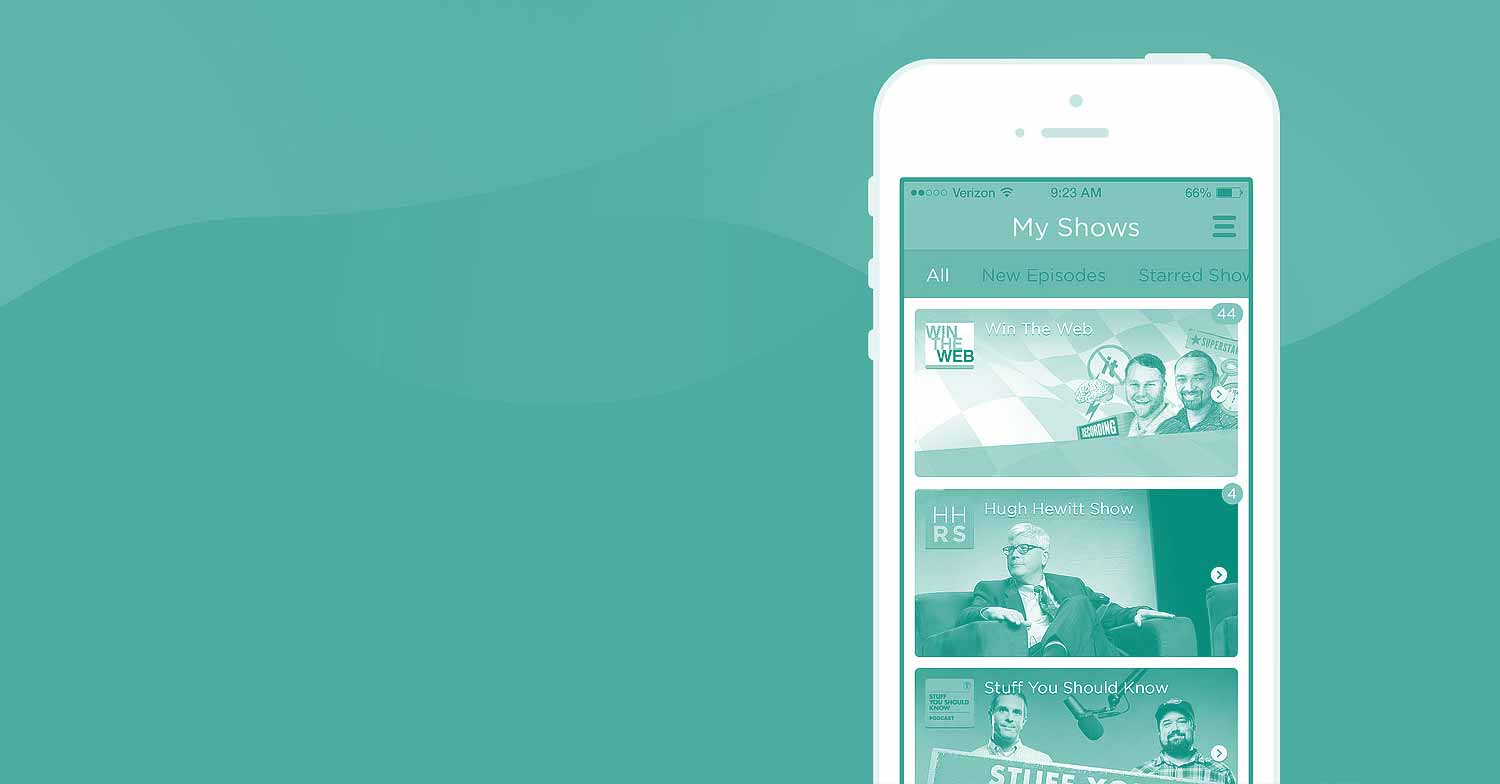 Verizon 9:23 AM 66%
My Shows
All New Episodes Starred Show
44
WIN
THE
WEB
Win The Web
it
SUPERSTAR
RECORDING
4
HH
RS
Hugh Hewitt Show
STUFF
YOU SHOULD
KNOW
PODCAST
Stuff You Should Know
STUFF YO